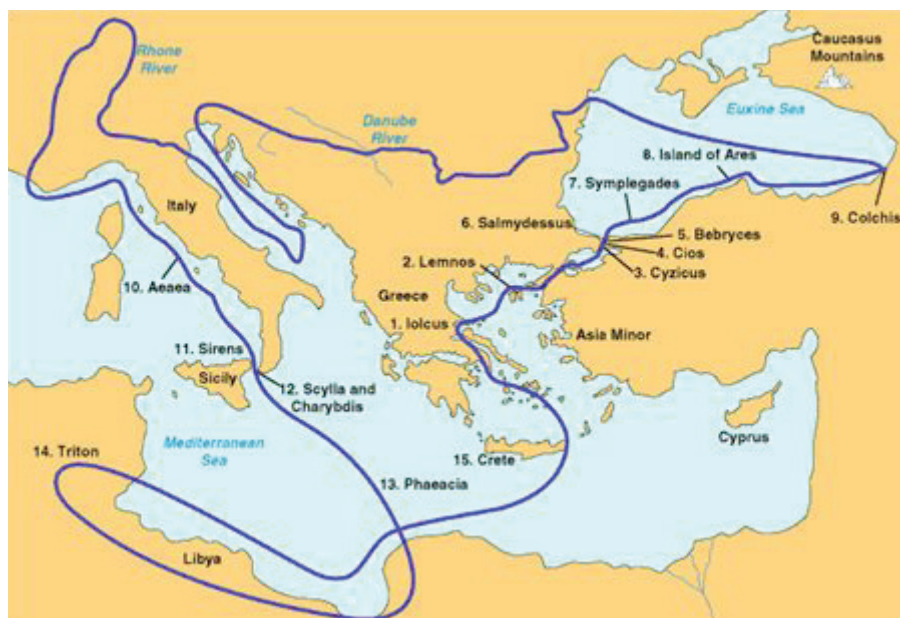 Rhone
River
Caucasus
Mountains
Danube
River
Euxine Sea
8. Island of Ares
7. Symplegades
Italy
6. Salmydessus
9. Colchis
5. Bebryces
4. Cios
3. Cyzicus
2. Lemnos
10. Aeaea
Greece
1. Iolcus
Asia Minor
11. Sirens
Sicily
12. Scylla and
Charybdis
Cyprus
Mediterranean
Sea
14. Triton
15. Crete
13. Phaeacia
Libya